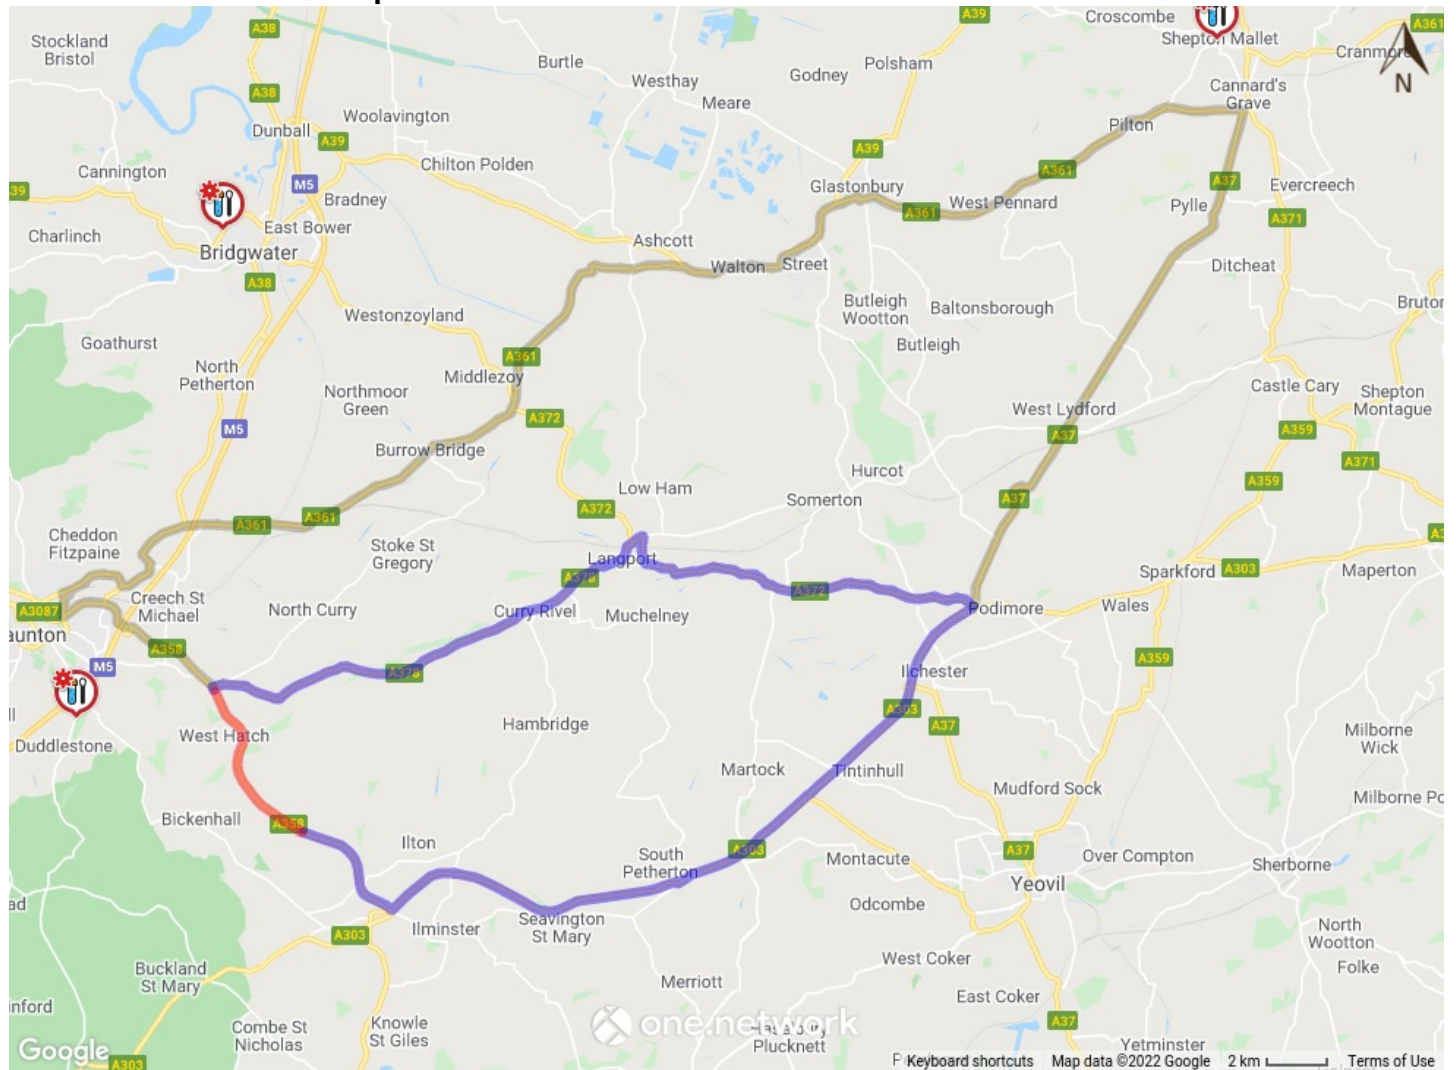 A38
A39
Croscombe
A361
Stockland
Bristol
Shepton Mallet
Burtle
Polsham
Cranmore
Westhay
Godney
N
A38
Meare
Cannard's
Grave
Woolavington
Dunball
Pilton
A39
A39
Chilton Polden
Cannington
A361
M5
A37
Evercreech
39
Glastonbury
Bradney
West Pennard
Pylle
A361
A371
East Bower
Charlinch
Ashcott
Bridgwater
Walton
Street
Ditcheat
A38
Butleigh
Wootton
Baltonsborough
Westonzoyland
Goathurst
Butleigh
A361
North
Petherton
Middlezoy
Castle Cary
Northmoor
Green
Shepton
Montague
West Lydford
A372
M5
A37
A359
Burrow Bridge
A371
Hurcot
A359
Low Ham
Somerton
A37
A372
A361
A361
Cheddon
Fitzpaine
Stoke St
Gregory
Langport
Sparkford
A303
Maperton
A378
A372
Creech St
Michael
North Curry
Curry Rivel
Muchelney
Podimore
Wales
A3087
aunton
A358
A359
M5
A378
Ilchester
A303
Hambridge
A37
West Hatch
Milborne
Wick
Duddlestone
Martock
Tintinhull
Mudford Sock
Milborne Po
Bickenhall
A358
Ilton
South
Petherton
A303
A37
Montacute
Over Compton
Sherborne
Yeovil
ad
Odcombe
Seavington
St Mary
Ilminster
A303
North
Wootton
West Coker
Buckland
St Mary
Folke
Merriott
East Coker
inford
one.network
A37
Combe St
Nicholas
Knowle
St Giles
Plucknett
Yetminster
Google
A303
Keyboard shortcuts Map data ©2022 Google 2 km Terms of Use